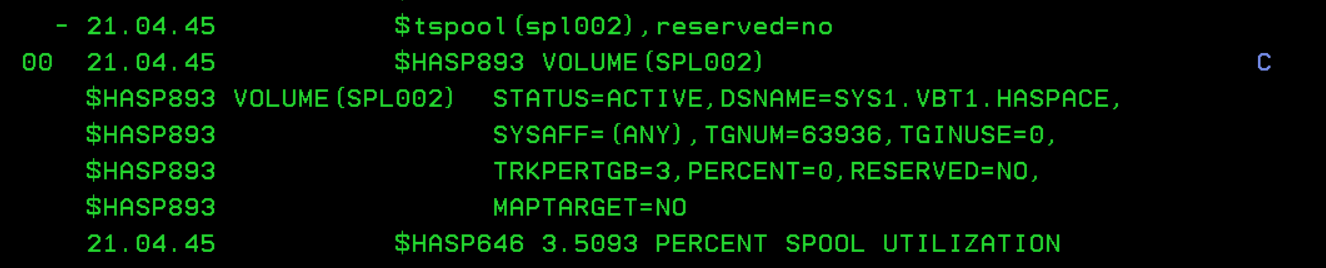 - 21.04.45 $tspool(spl002),reserved=no
00 21.04.45 $HASP893 VOLUME(SPL002) C
$HASP893 VOLUME(SPL002) STATUS=ACTIVE,DSNAME=SYS1.VBT1.HASPACE,
$HASP893 SYSAFF=(ANY),TGNUM=63936,TGINUSE=0,
$HASP893 TRKPERTGB=3,PERCENT=0,RESERVED=NO,
$HASP893 MAPTARGET=NO
21.04.45 $HASP646 3.5093 PERCENT SPOOL UTILIZATION